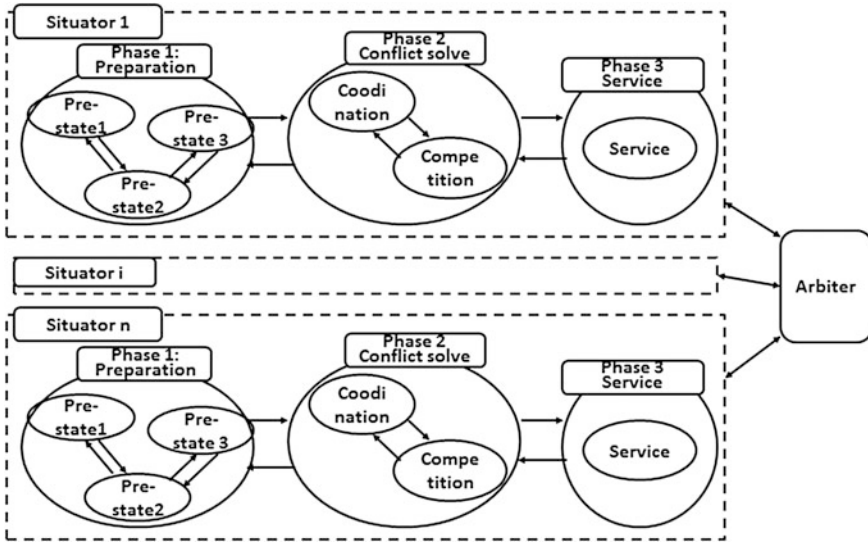 Situator 1
Phase 1:
Preparation
Pre-
state1
Pre-
state 3
Pre-
state2
Phase 2
Conflict solve
Coodi
nation
Compe
tition
Phase 3
Service
Service
Situator i
Arbiter
Situator n
Phase 1:
Preparation
Pre-
state1
Pre-
state 3
Pre-
state2
Phase 2
Conflict solve
Coodi
nation
Compe
tition
Phase 3
Service
Service